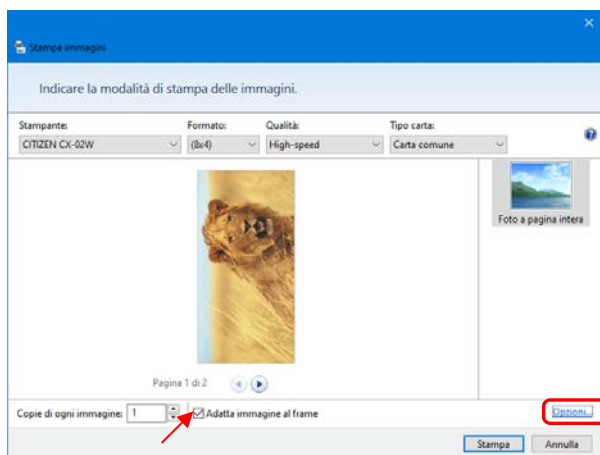 Stampa immagini
Indicare la modalità di stampa delle immagini.
Stampante: Formato: Qualità: Tipo carta:
CITIZEN CX-02W (8x4) High-speed Carta comune
Foto a pagina intera
Pagina 1 di 2
Copie di ogni immagine: 1 Adatta immagine al frame Opzioni...
Stampa Annulla